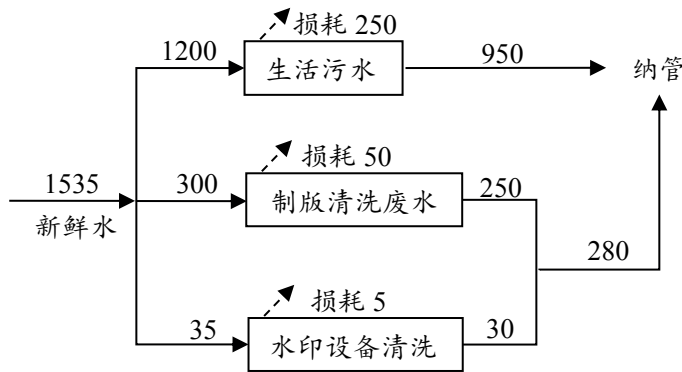 损耗 250
1200
生活污水
950
纳管
损耗 50
1535
300
制版清洗废水
250
新鲜水
280
损耗 5
35
水印设备清洗
30